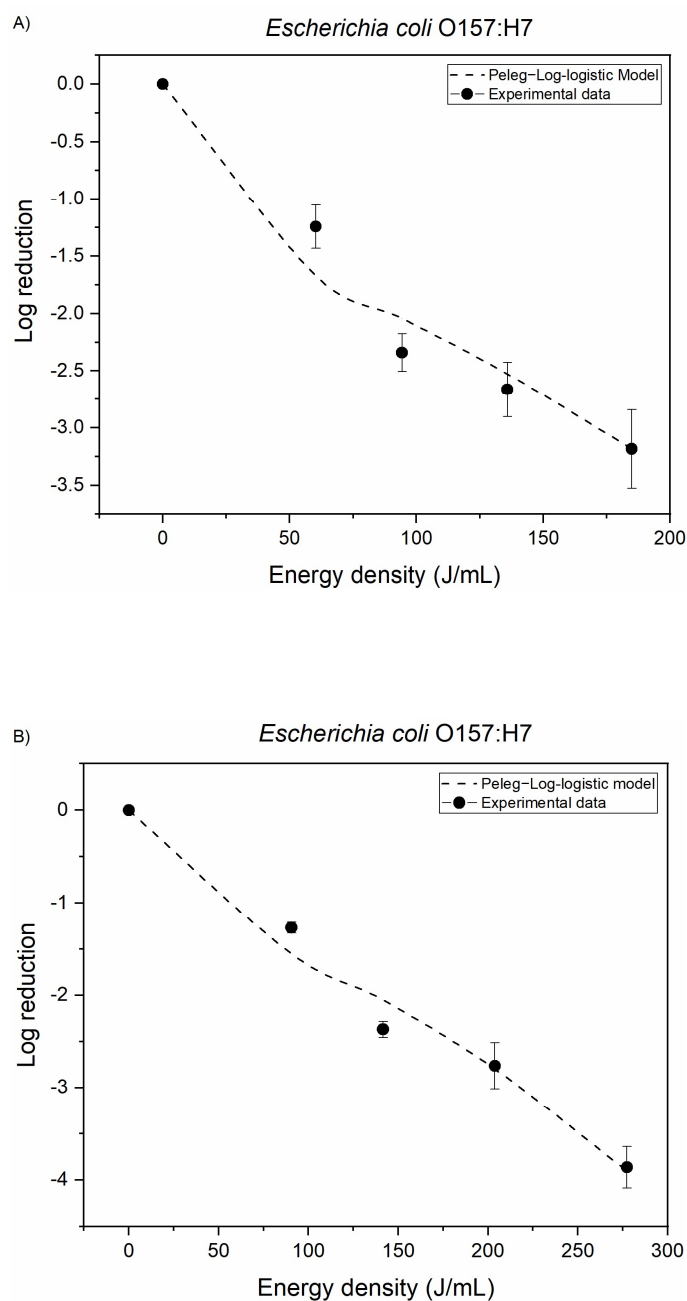 A)
Escherichia coli O157:H7
Peleg−Log-logistic Model
Experimental data
0.0
-0.5
-1.0
-1.5
-2.0
-2.5
-3.0
-3.5
Log reduction
0 50 100 150 200
Energy density (J/mL)
B)
Escherichia coli O157:H7
Peleg−Log-logistic model
Experimental data
0
-1
-2
-3
-4
Log reduction
0 50 100 150 200 250 300
Energy density (J/mL)